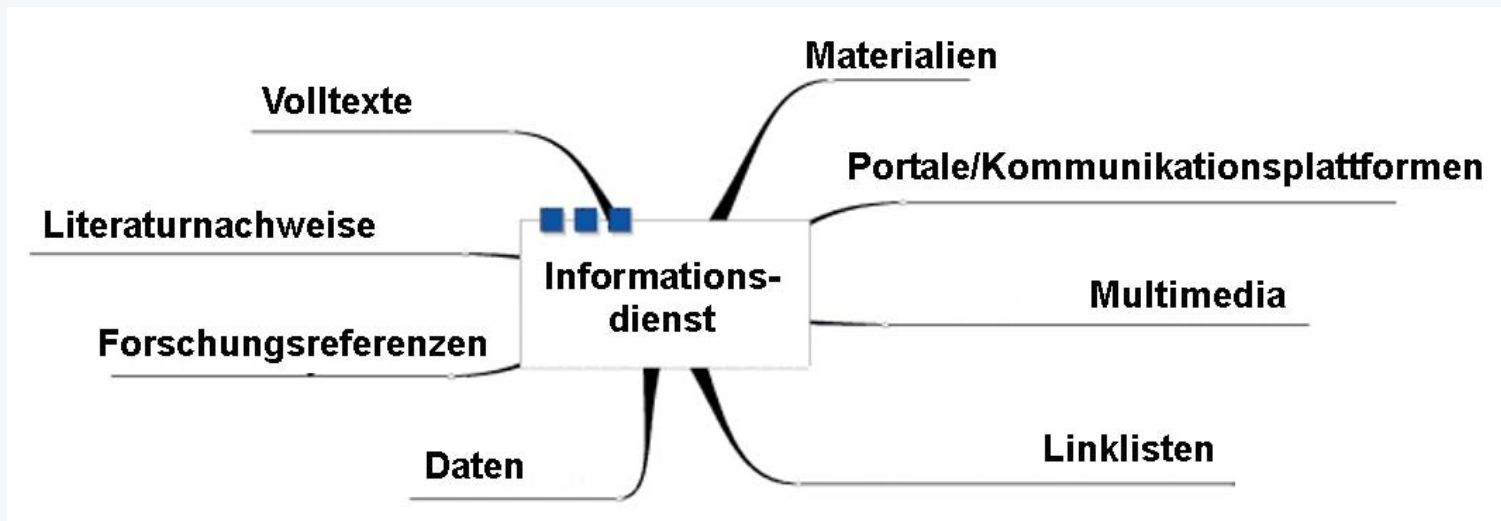 Materialien
Volltexte
Portale/Kommunikationsplattformen
Literaturnachweise
Informations-
dienst
Multimedia
Forschungsreferenzen
Linklisten
Daten